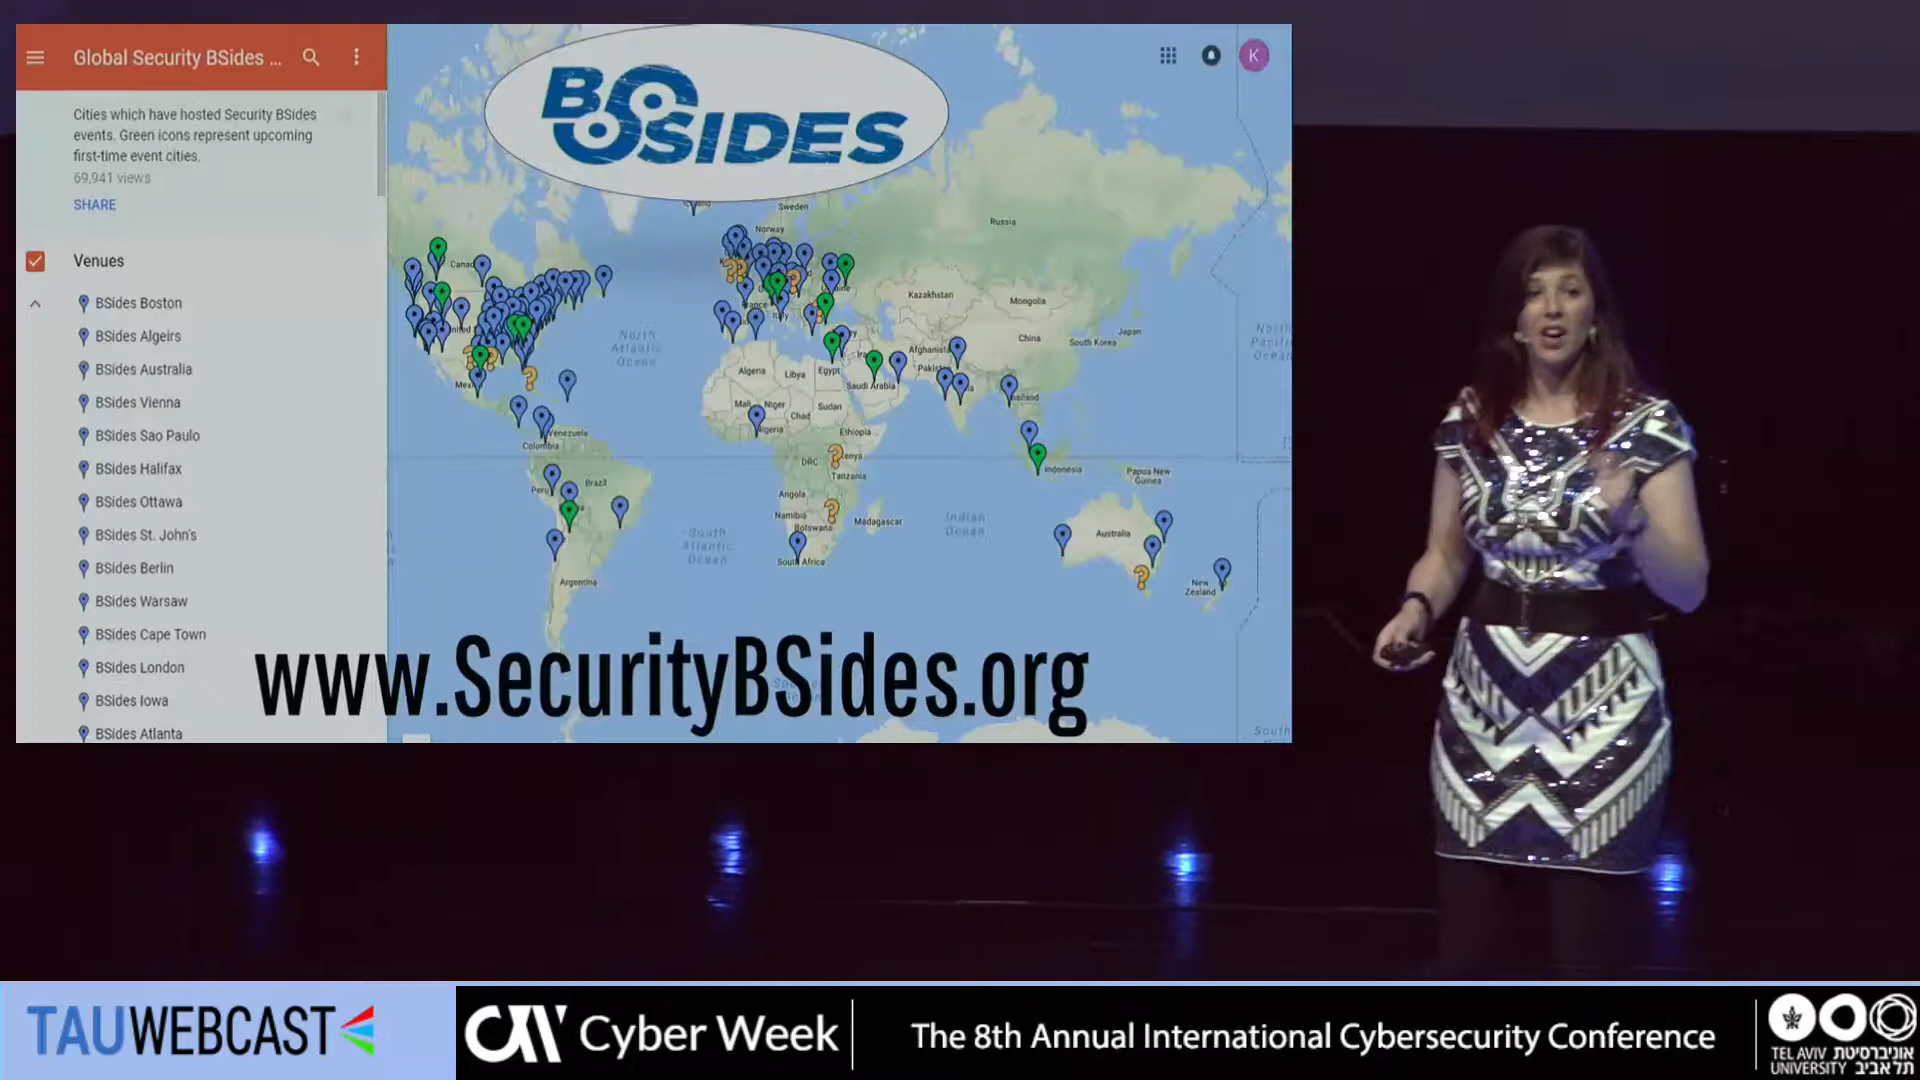 Global Security BSides ...
K
Cities which have hosted Security BSides
events. Green icons represent upcoming
first-time event cities.
69,941 views
SHARE
Venues
BSides Boston
BSides Algeirs
BSides Australia
BSides Vienna
BSides Sao Paulo
BSides Halifax
BSides Ottawa
BSides St. John's
BSides Berlin
BSides Warsaw
BSides Cape Town
BSides London
BSides Iowa
BSides Atlanta
BSIDES
Sweden
Norway
Russia
Kazakhstan
Mongolia
China
Japan
South Korea
North
Atlantic
Ocean
Algeria
Libya
Egypt
Saudi Arabia
Mali
Niger
Chad
Sudan
Nigeria
Ethiopia
Venezuela
Colombia
Peru
Brazil
DRC
Kenya
Tanzania
Angola
Namibia
Botswana
Madagascar
South Africa
Indonesia
Papua New
Guinea
Australia
New
Zealand
Argentina
South
Atlantic
Ocean
Indian
Ocean
www.SecurityBSides.org
TAUWEBCAST
Cyber Week
The 8th Annual International Cybersecurity Conference
TEL AVIV
UNIVERSITY
אוניברסיטת
תל אביב